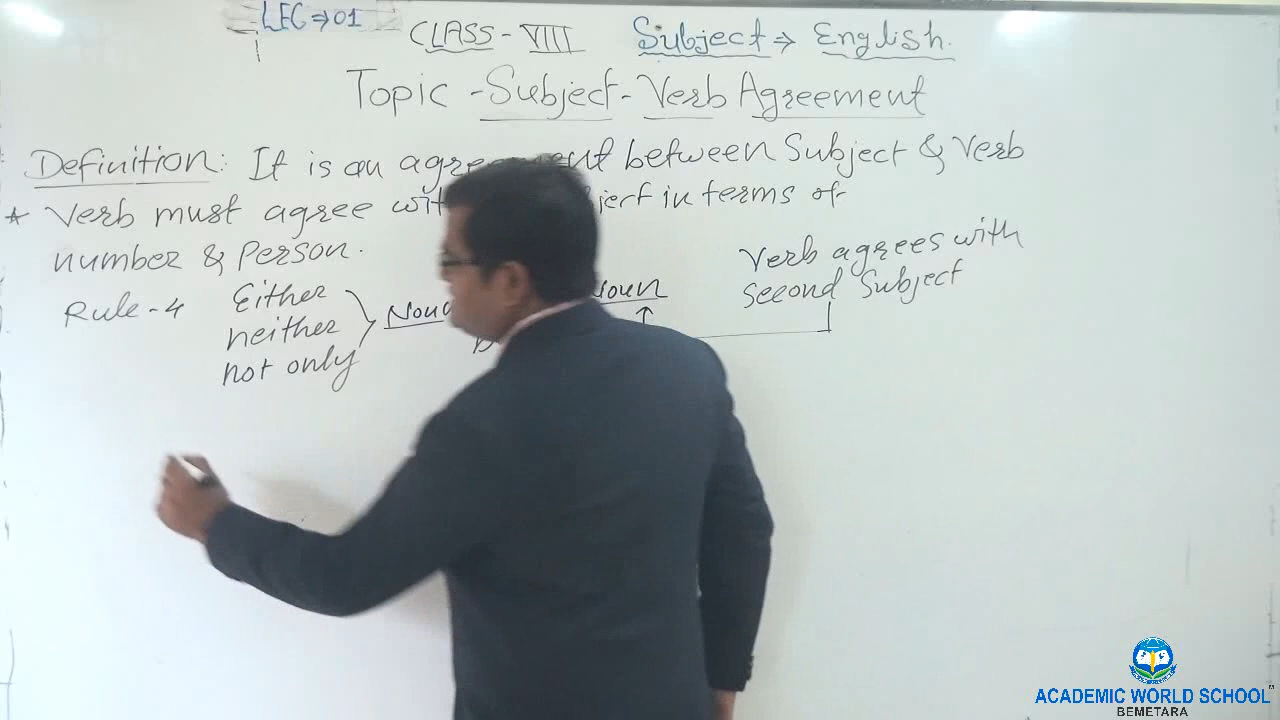 LEC ⇒ 01
CLASS - VIII Subject ⇒ English.
Topic - Subject - Verb Agreement
Definition: It is an agreement between Subject & Verb
* Verb must agree with in terms of
number & Person.
Verb agrees with
second Subject
Rule - 4 Either
neither
not only
ACADEMIC WORLD SCHOOL
BEMETARA